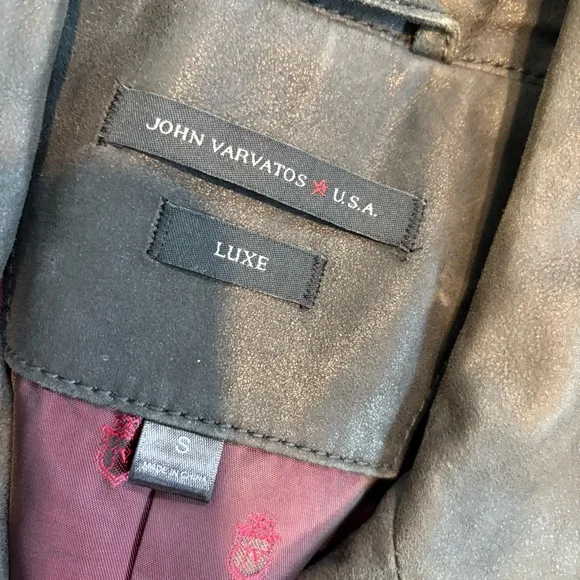 JOHN VARVATOS ★ U.S.A.
LUXE
S
MADE IN CHINA